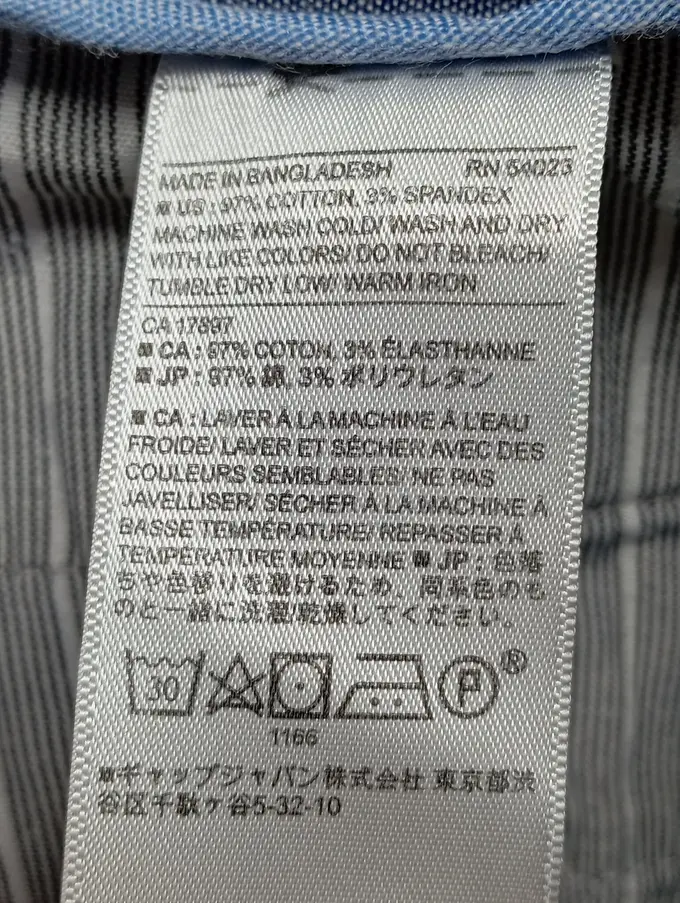 MADE IN BANGLADESH RN 54023
US : 97% COTTON, 3% SPANDEX
MACHINE WASH COLD/ WASH AND DRY
WITH LIKE COLORS/ DO NOT BLEACH/
TUMBLE DRY LOW/ WARM IRON
CA 17897
CA : 97% COTON, 3% ÉLASTHANNE
JP : 97% 綿, 3% ポリウレタン
CA : LAVER À LA MACHINE À L'EAU
FROIDE/ LAVER ET SÉCHER AVEC DES
COULEURS SEMBLABLES/ NE PAS
JAVELLISER/ SÉCHER À LA MACHINE À
BASSE TEMPÉRATURE/ REPASSER À
TEMPÉRATURE MOYENNE JP : 色落
ちや色移りを避けるため、同系色のも
のと一緒に洗濯/乾燥してください。
30 P ®
1166
ギャップジャパン株式会社 東京都渋
谷区千駄ヶ谷5-32-10